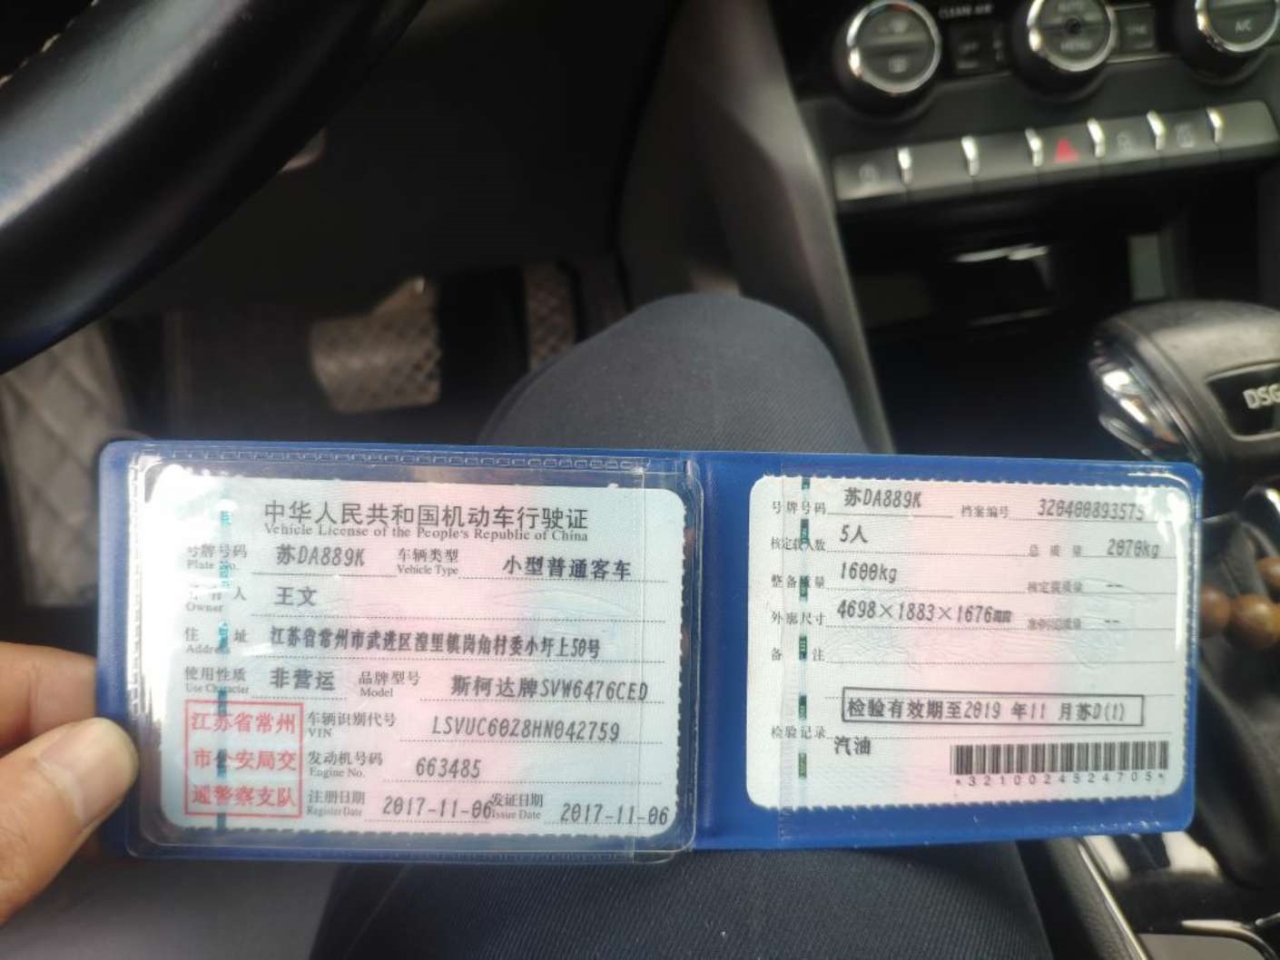 CLEAN AIR
AUTO
MENU
A/C
DSG
中华人民共和国机动车行驶证
Vehicle License of the People's Republic of China
号牌号码 苏DA889K 车辆类型 小型普通客车
Plate No. Vehicle Type
人 王文
Owner
住 址 江苏省常州市武进区湟里镇岗角村委小圩上50号
Address
使用性质 非营运 品牌型号 斯柯达牌SVW6476CED
Use Character Model
江苏省常州
市公安局交
通警察支队
车辆识别代号 LSVUC60Z8HN042759
VIN
发动机号码 663485
Engine No.
注册日期 2017-11-06 发证日期 2017-11-06
Register Date Issue Date
号牌号码 苏DA889K 档案编号 320400893575
核定载人数 5人 总质量 2070kg
整备质量 1600kg 核定载质量 --
外廓尺寸 4698×1883×1676mm --
备注
检验记录 检验有效期至2019 年11 月苏D(1)
汽油
*3210024524705*